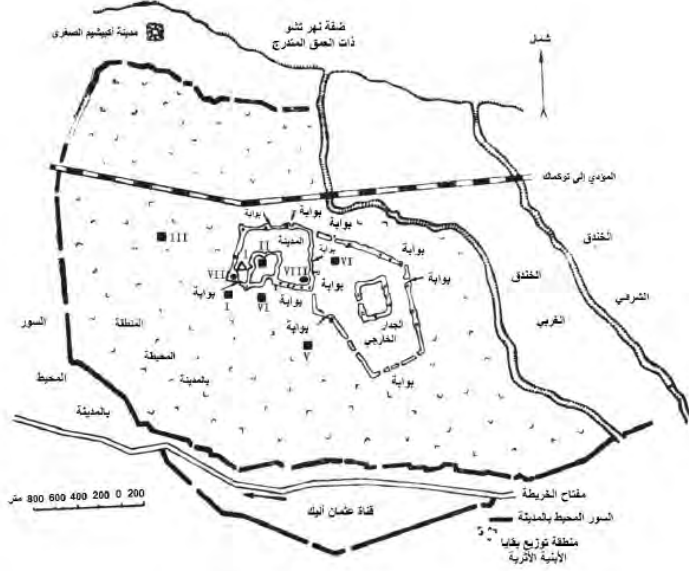 ضفة نهر تشو
ذات العمق المتدرج
مدينة أكبيشيم الصغرى
شمال
المؤدي إلى توكماك
بوابة
بوابة
بوابة
المدينة
بوابة
بوابة
III
II
I
VII
VIII
VI
بوابة
بوابة
بوابة
I
VI
بوابة
V
الجدار
الخارجي
بوابة
الخندق
الغربي
الخندق
الشرقي
المنطقة
المحيطة
بالمدينة
السور
المحيط
بالمدينة
قناة عثمان أليك
متر 800 600 400 200 0 200
مفتاح الخريطة
السور المحيط بالمدينة
منطقة توزيع بقايا
الأبنية الأثرية